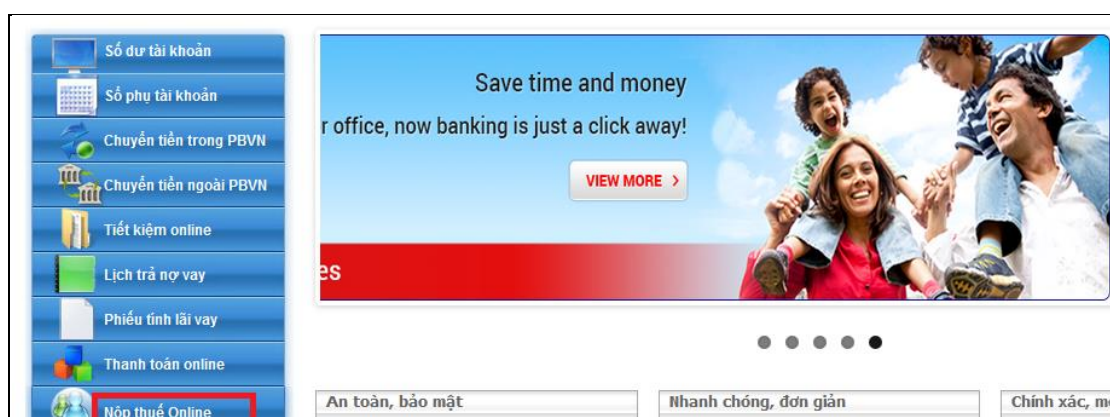 Số dư tài khoản
Sổ phụ tài khoản
Chuyển tiền trong PBVN
Chuyển tiền ngoài PBVN
Tiết kiệm online
Lịch trả nợ vay
Phiếu tính lãi vay
Thanh toán online
Nộp thuế Online
Save time and money
r office, now banking is just a click away!
VIEW MORE >
es
An toàn, bảo mật
Nhanh chóng, đơn giản
Chính xác, m